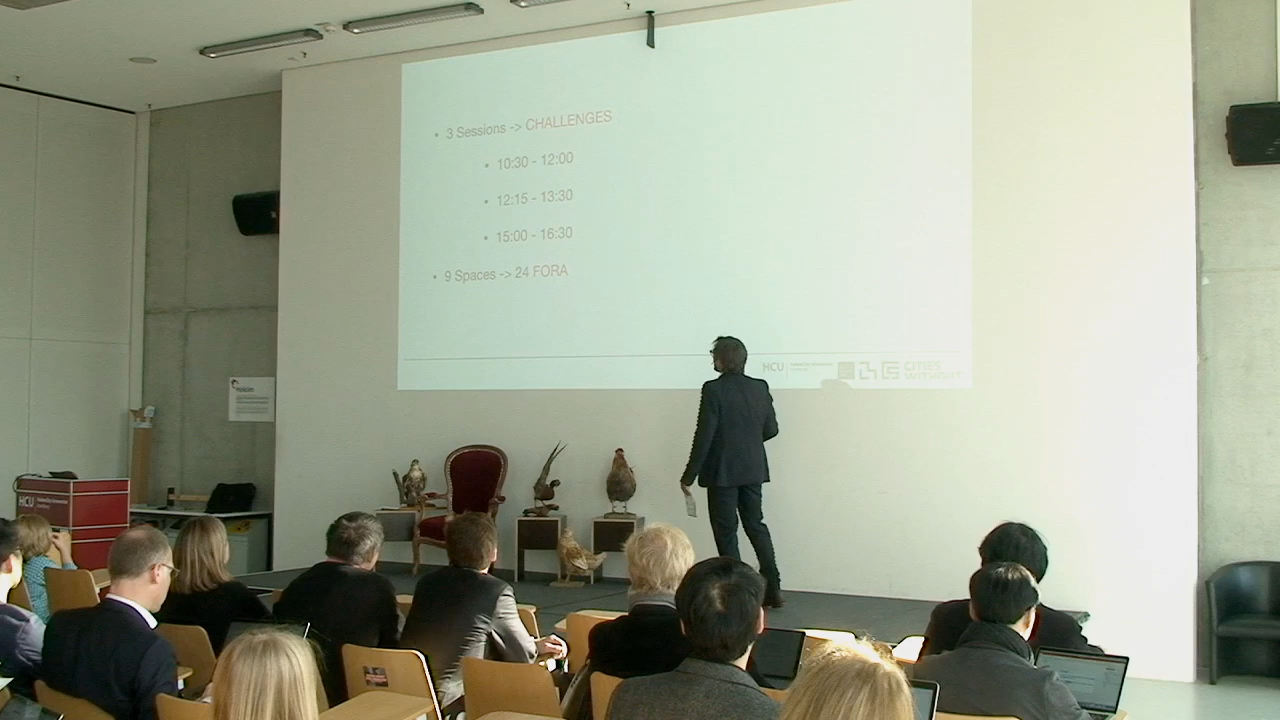 • 3 Sessions -> CHALLENGES
• 10:30 - 12:00
• 12:15 - 13:30
• 15:00 - 16:30
• 9 Spaces -> 24 FORA
HCU
CITIES
HCU